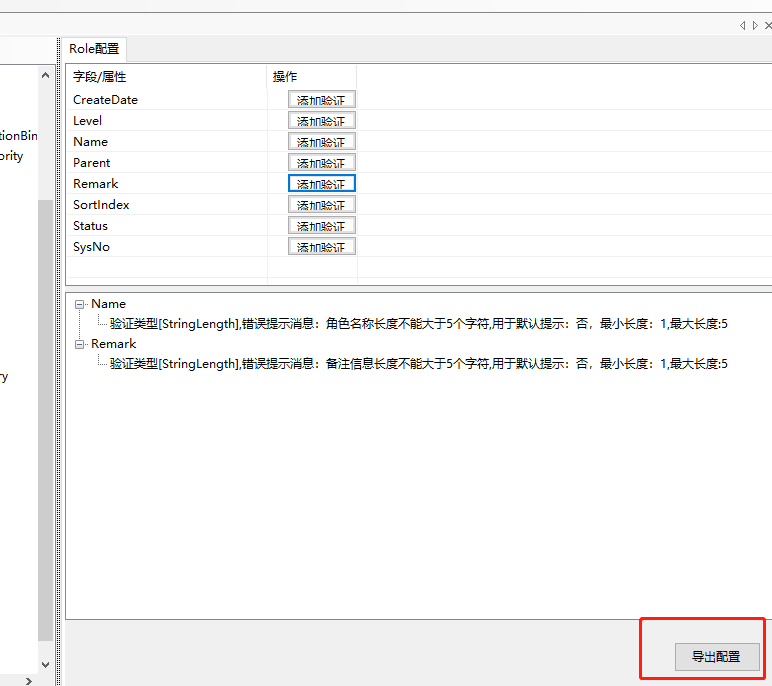 Role配置
字段/属性 操作
CreateDate 添加验证
Level 添加验证
Name 添加验证
Parent 添加验证
Remark 添加验证
SortIndex 添加验证
Status 添加验证
SysNo 添加验证
tionBin
ority
ry
Name
验证类型[StringLength],错误提示消息：角色名称长度不能大于5个字符,用于默认提示：否，最小长度：1,最大长度:5
Remark
验证类型[StringLength],错误提示消息：备注信息长度不能大于5个字符,用于默认提示：否，最小长度：1,最大长度:5
导出配置